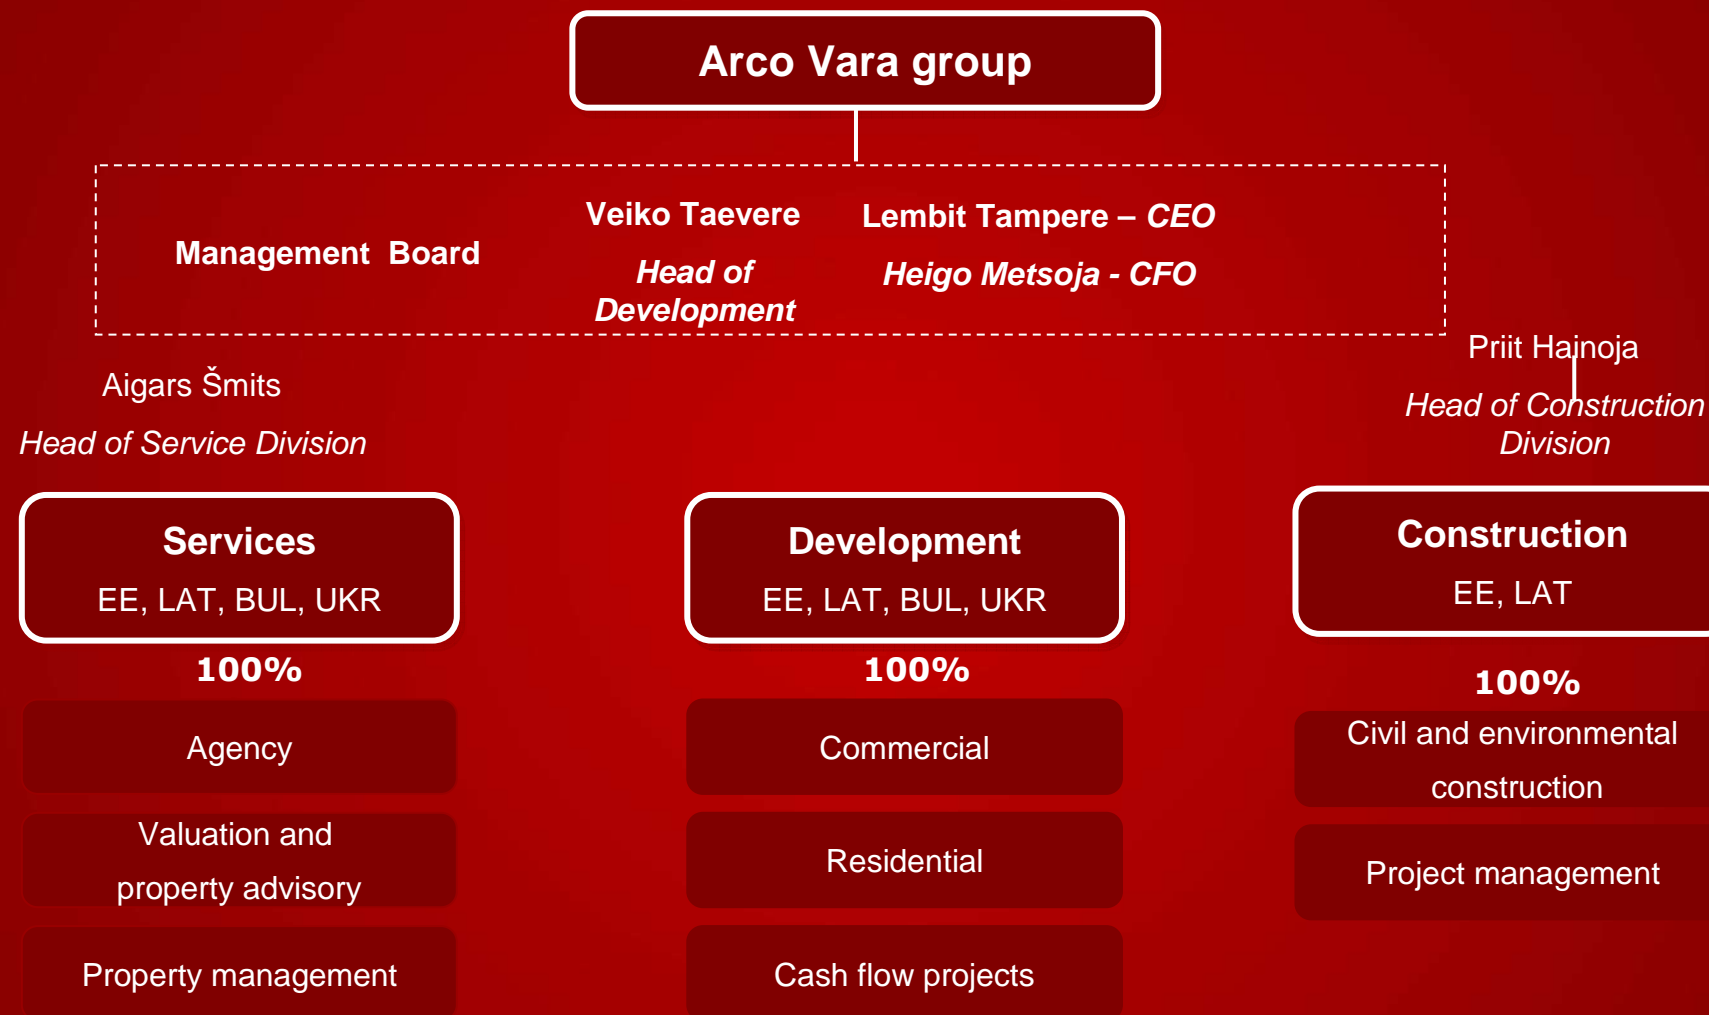 Arco Vara group
Management Board
Veiko Taevere
Head of
Development
Lembit Tampere – CEO
Heigo Metsoja - CFO
Aigars Šmits
Head of Service Division
Priit Hainoja
Head of Construction
Division
Services
EE, LAT, BUL, UKR
100%
Agency
Valuation and
property advisory
Property management
Development
EE, LAT, BUL, UKR
100%
Commercial
Residential
Cash flow projects
Construction
EE, LAT
100%
Civil and environmental
construction
Project management